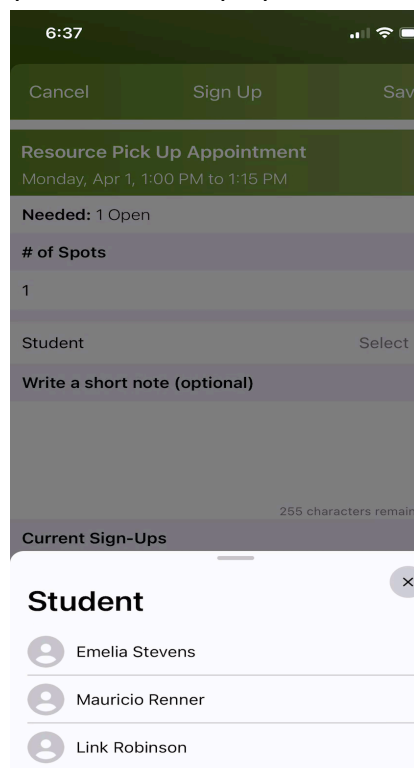 6:37
Cancel Sign Up Sav
Resource Pick Up Appointment
Monday, Apr 1, 1:00 PM to 1:15 PM
Needed: 1 Open
# of Spots
1
Student Select
Write a short note (optional)
255 characters remain
Current Sign-Ups
Student
Emelia Stevens
Mauricio Renner
Link Robinson